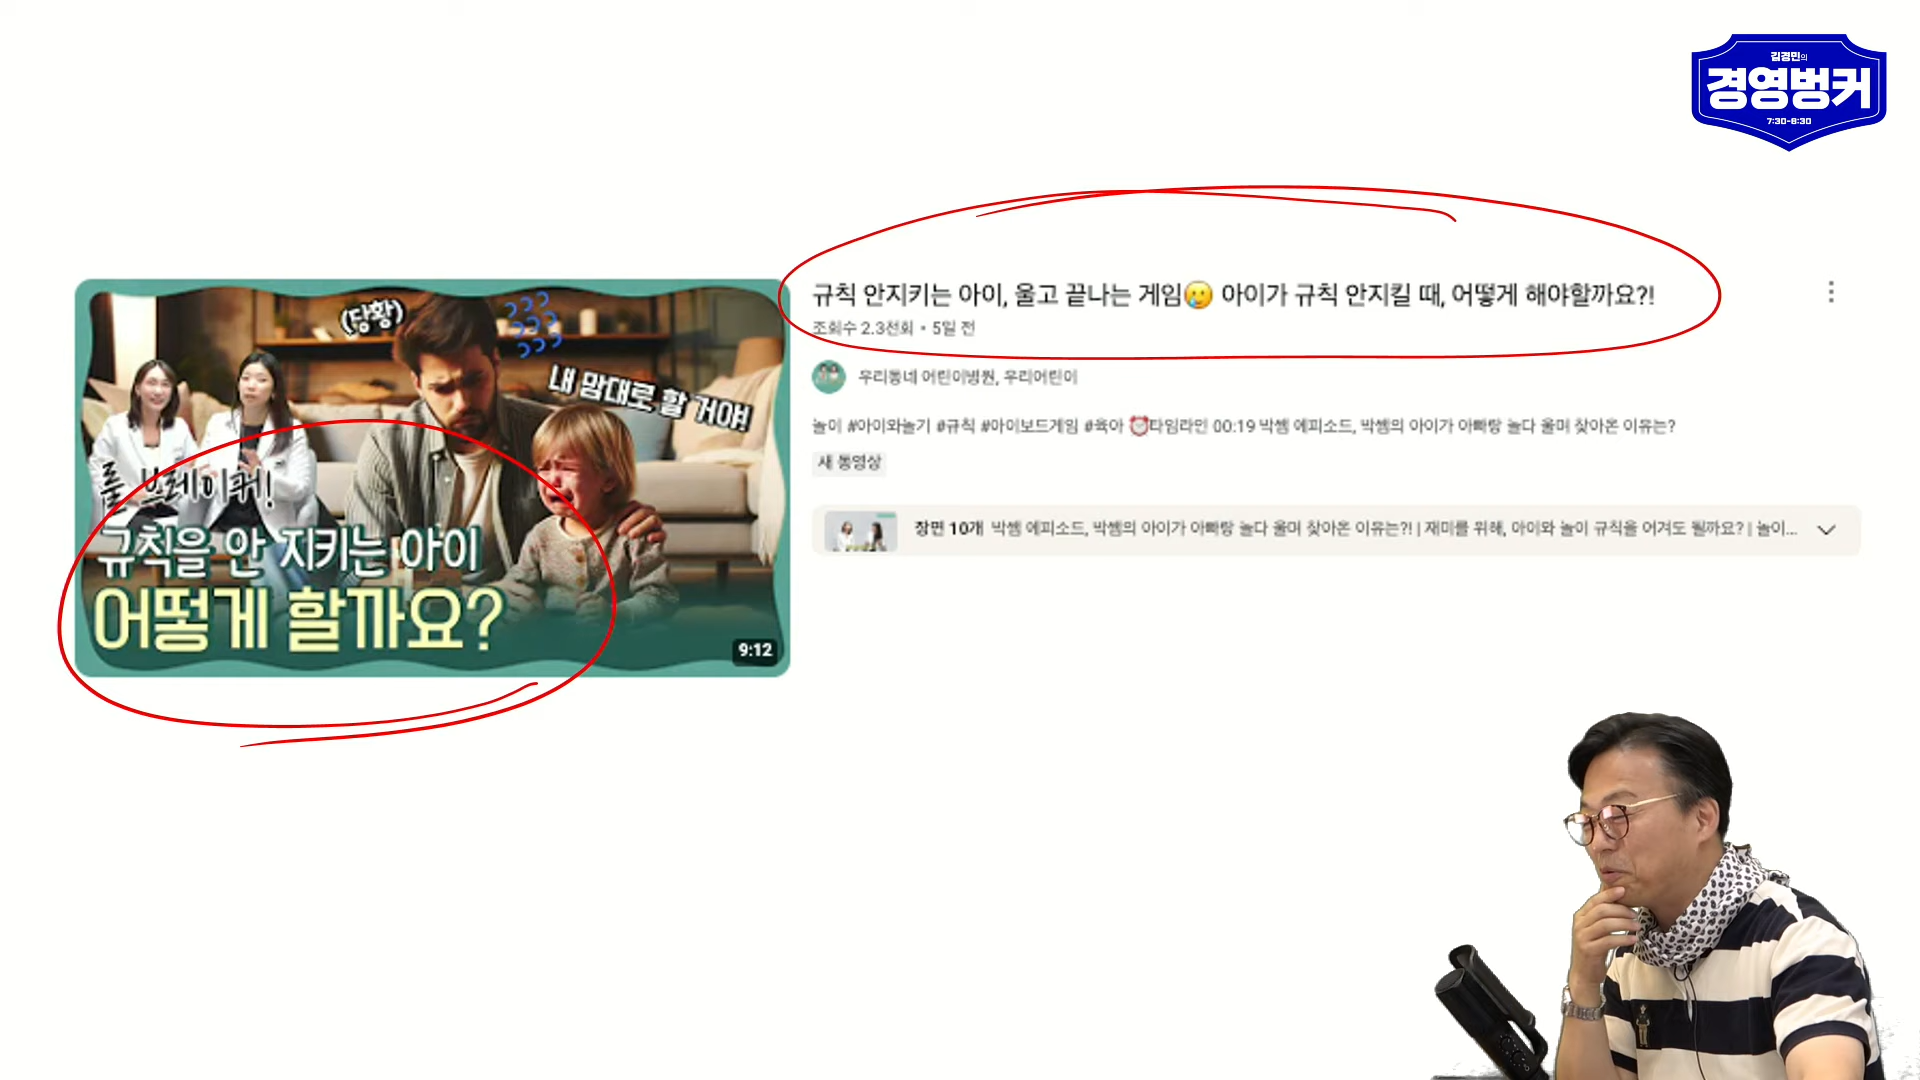 김경민의
경영벙커
7:30-8:30
(당황)
내 맘대로 할 거야!
룰 브레이커!
규칙을 안 지키는 아이
어떻게 할까요?
9:12
규칙 안지키는 아이, 울고 끝나는 게임🥲 아이가 규칙 안지킬 때, 어떻게 해야할까요?!
조회수 2.3천회 • 5일 전
우리동네 어린이병원, 우리어린이
놀이 #아이와놀기 #규칙 #아이보드게임 #육아 ⏰타임라인 00:19 박쌤 에피소드, 박쌤의 아이가 아빠랑 놀다 울며 찾아온 이유는?
새 동영상
장면 10개 박쌤 에피소드, 박쌤의 아이가 아빠랑 놀다 울며 찾아온 이유는?! | 재미를 위해, 아이와 놀이 규칙을 어겨도 될까요? | 놀이...